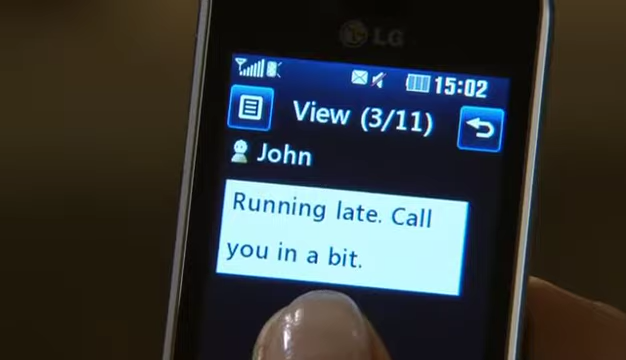 LG
15:02
View (3/11)
John
Running late. Call
you in a bit.